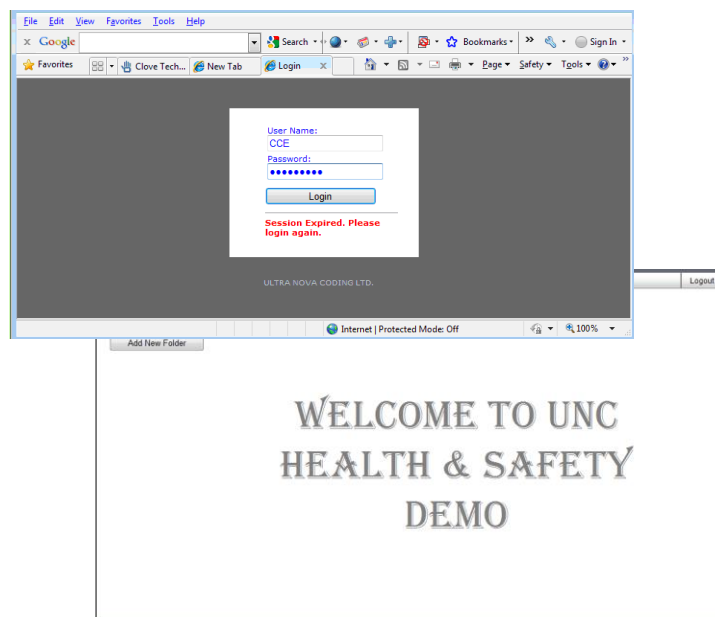 File Edit View Favorites Tools Help
x Google Search Bookmarks Sign In
Favorites Clove Tech... New Tab Login x Page Safety Tools
User Name:
CCE
Password:
Login
Session Expired. Please
login again.
ULTRA NOVA CODING LTD.
Logout
Internet | Protected Mode: Off 100%
Add New Folder
WELCOME TO UNC
HEALTH & SAFETY
DEMO